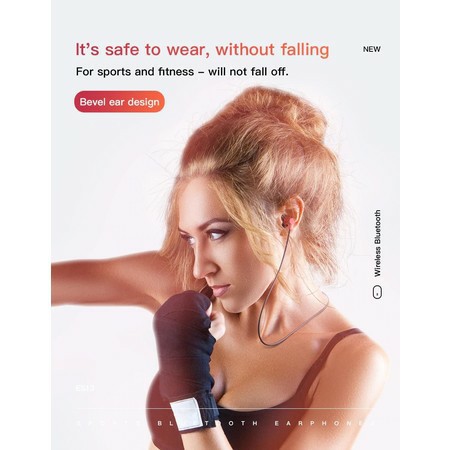 It's safe to wear, without falling
NEW
For sports and fitness – will not fall off.
Bevel ear design
Wireless Bluetooth
BLUETOOTH EARPHONE